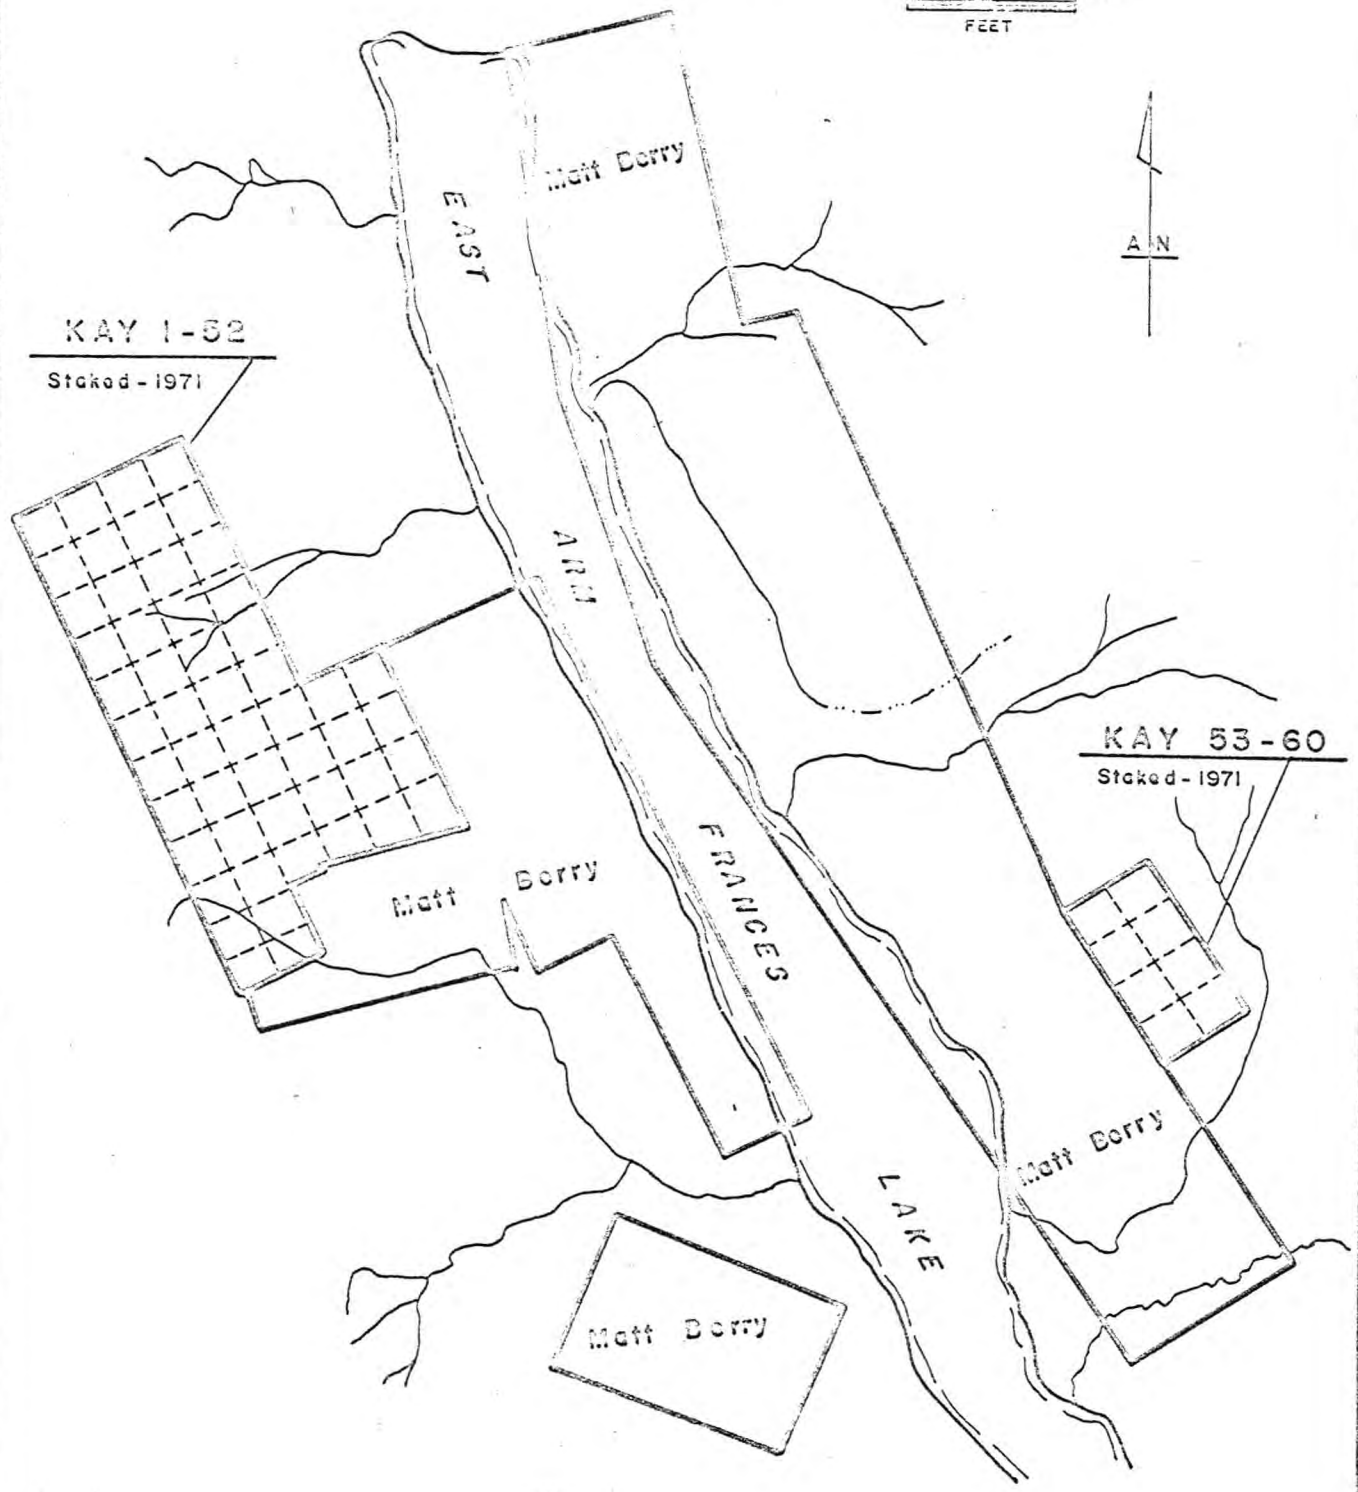 FEET
Matt Berry
EAST
A N
KAY 1-52
Staked - 1971
ARM
KAY 53-60
Staked - 1971
FRANCES
Matt Berry
Matt Berry
LAKE
Matt Berry